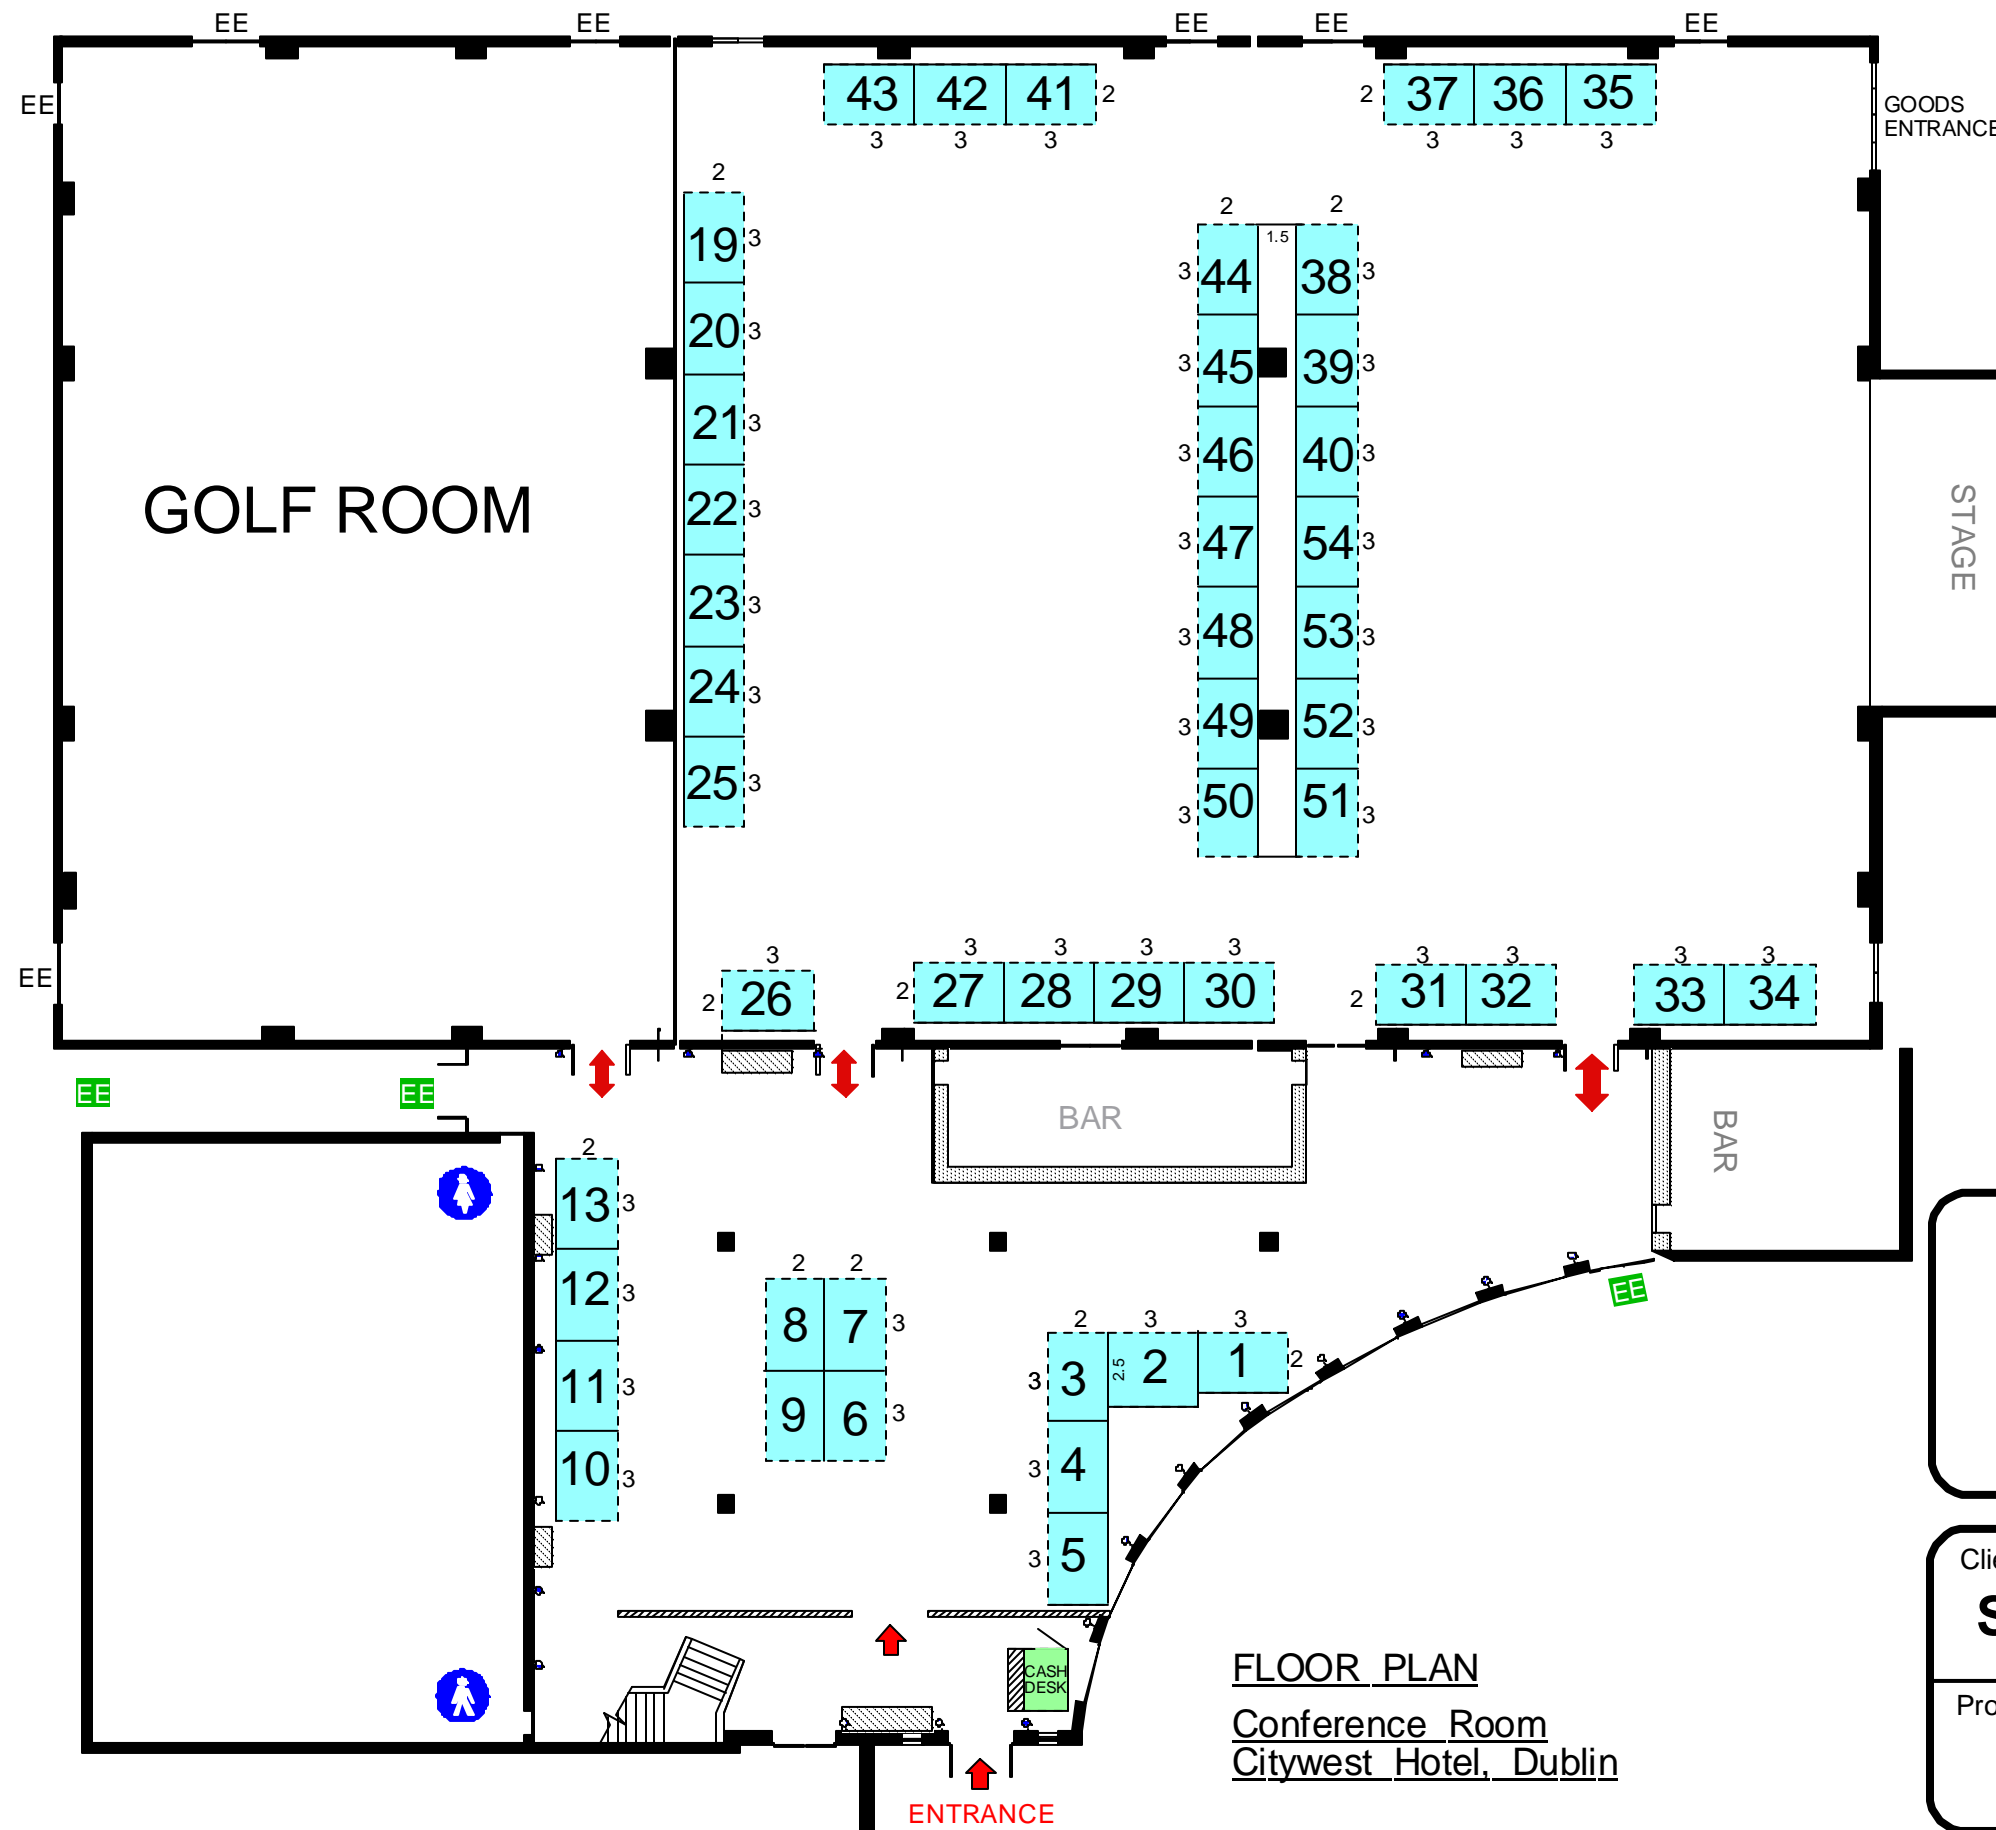 EE EE EE EE EE
EE
43 42 41 2
3 3 3
2 37 36 35
3 3 3
GOODS
ENTRANCE
2
19 3
20 3
21 3
22 3
23 3
24 3
25 3
2 1.5 2
3 44 38 3
3 45 39 3
3 46 40 3
3 47 54 3
3 48 53 3
3 49 52 3
3 50 51 3
GOLF ROOM
STAGE
EE
3
2 26
3 3 3 3
2 27 28 29 30
3 3
2 31 32
3 3
33 34
EE EE
BAR
BAR
2
13 3
12 3
11 3
10 3
2 2
8 7 3
9 6 3
2 3 3
3 3 2.5 2 1 2
3 4
3 5
EE
CASH
DESK
ENTRANCE
FLOOR PLAN
Conference Room
Citywest Hotel, Dublin